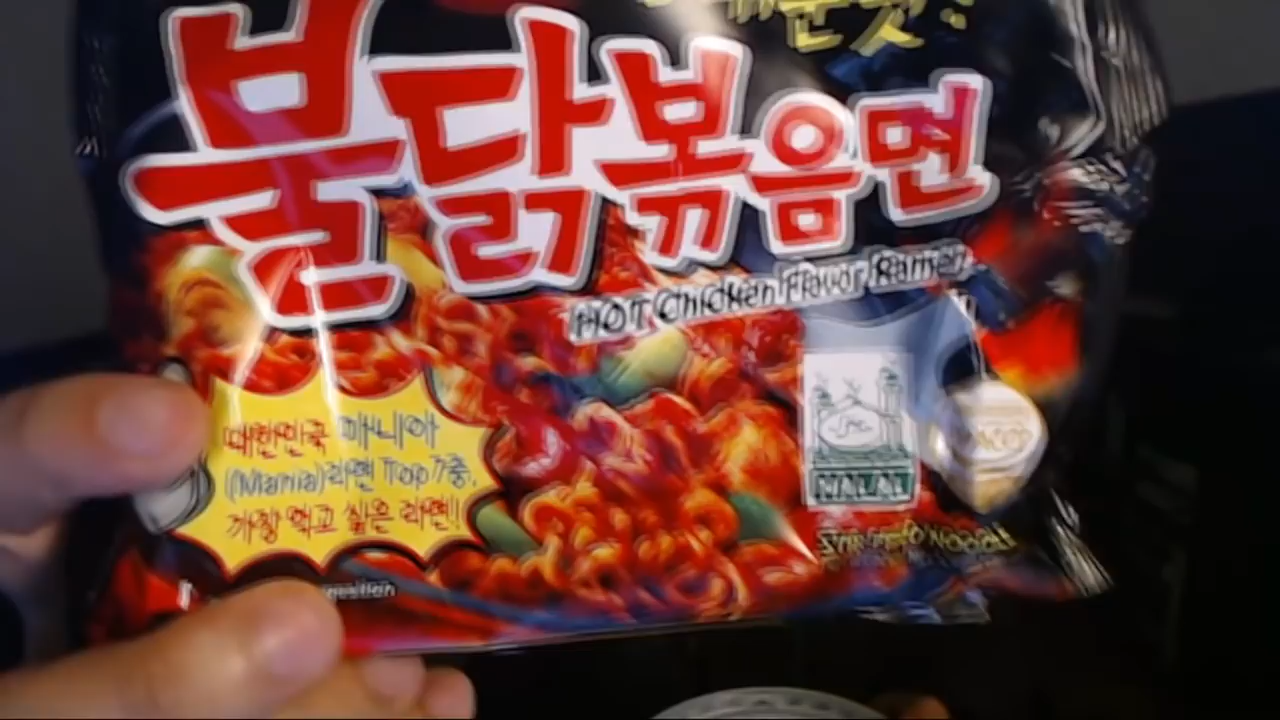 불닭볶음면
HOT Chicken Flavor Ramen
대한민국 마니아
(Mania)라면 Top 7중,
가장 먹고 싶은 라면!!
HALAL